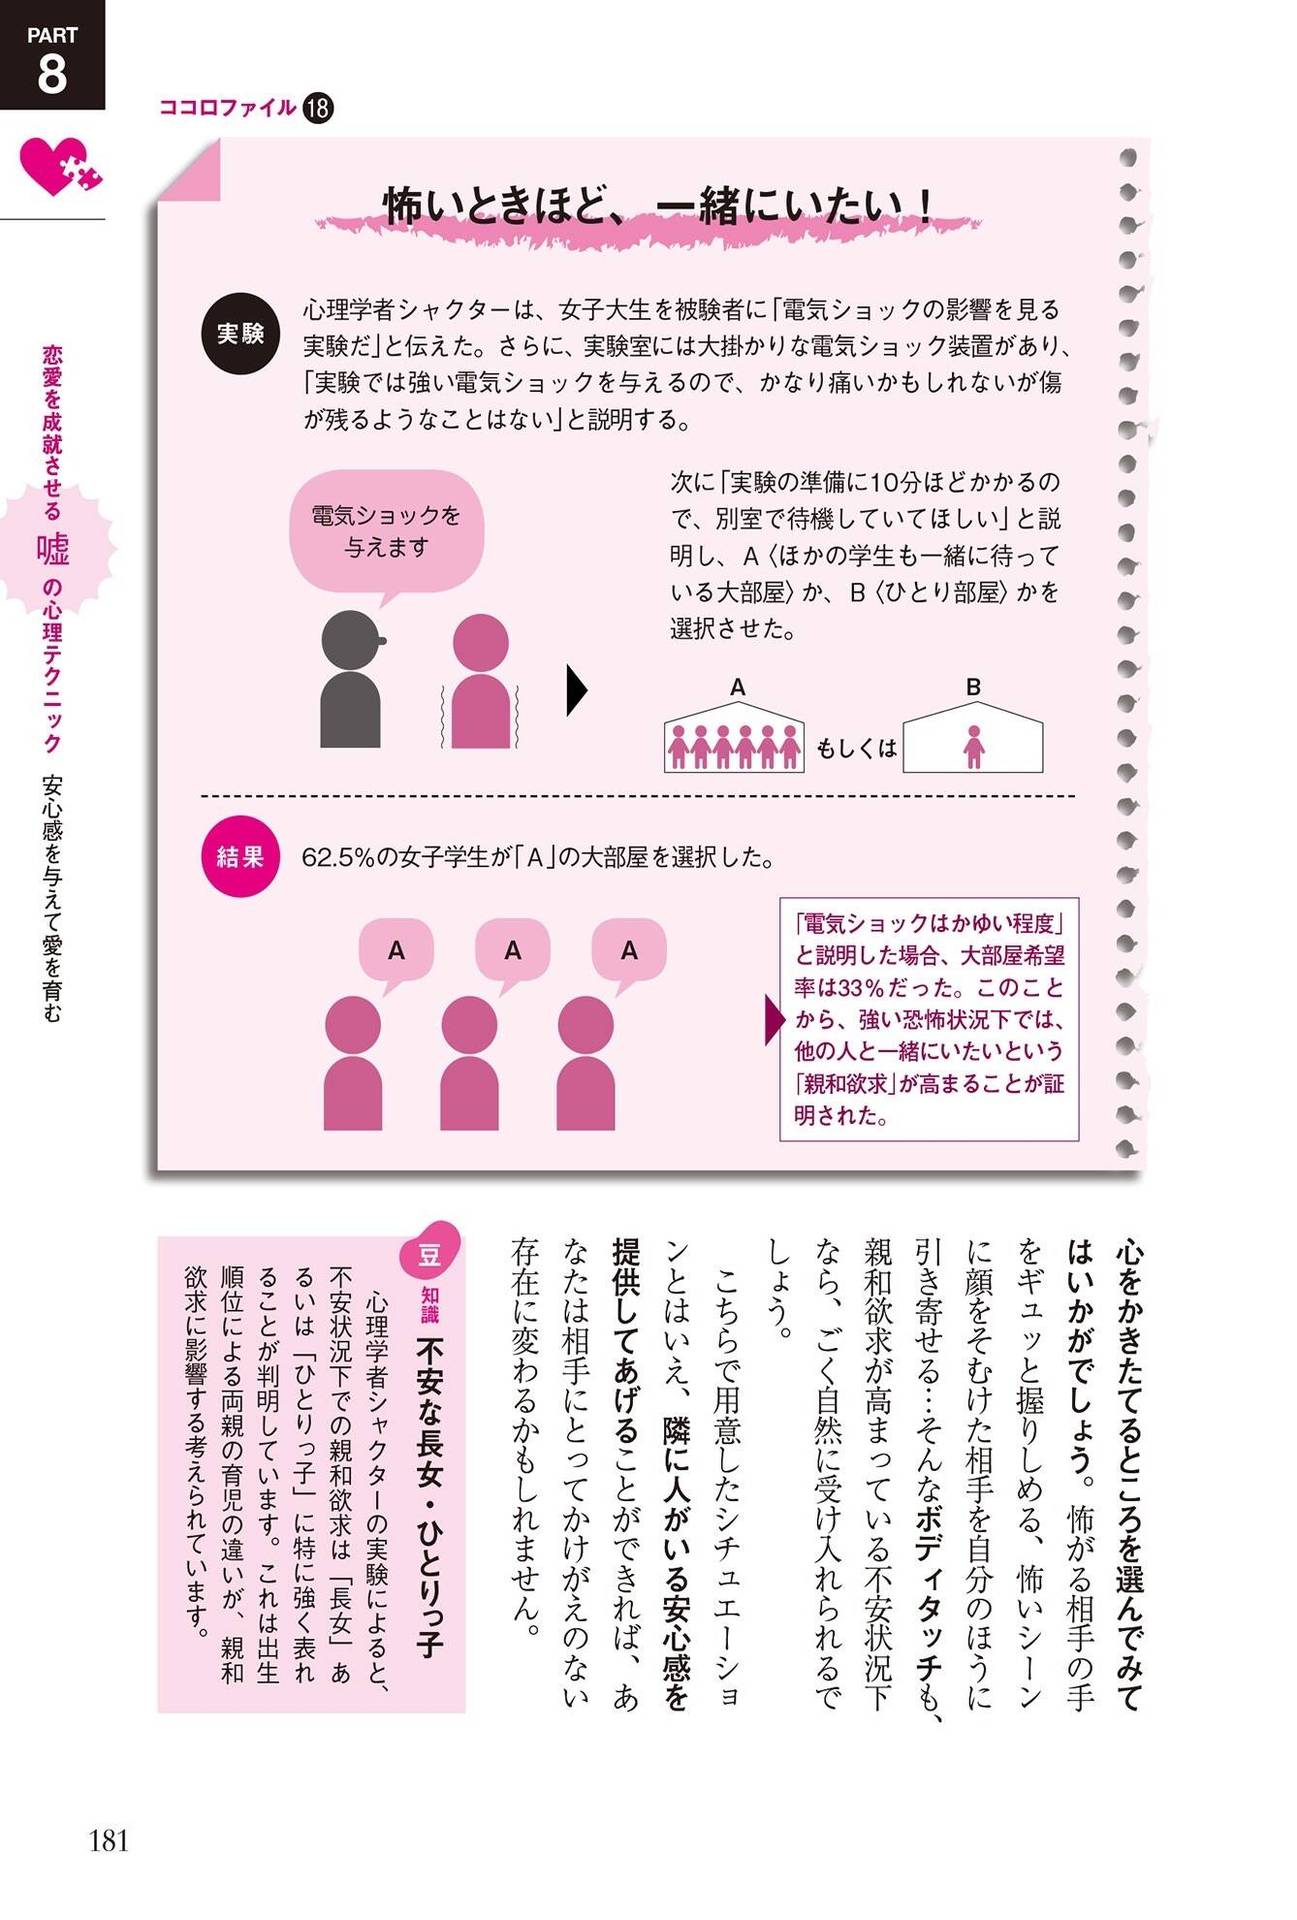 PART
8
恋愛を成就させる嘘の心理テクニック 安心感を与えて愛を育む
ココロファイル18
怖いときほど、一緒にいたい！
実験
心理学者シャクターは、女子大生を被験者に「電気ショックの影響を見る
実験だ」と伝えた。さらに、実験室には大掛かりな電気ショック装置があり、
「実験では強い電気ショックを与えるので、かなり痛いかもしれないが傷
が残るようなことはない」と説明する。
電気ショックを
与えます
次に「実験の準備に10分ほどかかるの
で、別室で待機していてほしい」と説
明し、A〈ほかの学生も一緒に待って
いる大部屋〉か、B〈ひとり部屋〉かを
選択させた。
A
もしくは
B
結果
62.5％の女子学生が「A」の大部屋を選択した。
A
A
A
「電気ショックはかゆい程度」
と説明した場合、大部屋希望
率は33％だった。このこと
から、強い恐怖状況下では、
他の人と一緒にいたいという
「親和欲求」が高まることが証
明された。
心をかきたてるところを選んでみて
はいかがでしょう。怖がる相手の手
をギュッと握りしめる、怖いシーン
に顔をそむけた相手を自分のほうに
引き寄せる…そんなボディタッチも、
親和欲求が高まっている不安状況下
なら、ごく自然に受け入れられるで
しょう。
こちらで用意したシチュエーショ
ンとはいえ、隣に人がいる安心感を
提供してあげることができれば、あ
なたは相手にとってかけがえのない
存在に変わるかもしれません。
豆知識 不安な長女・ひとりっ子
心理学者シャクターの実験によると、
不安状況下での親和欲求は「長女」あ
るいは「ひとりっ子」に特に強く表れ
ることが判明しています。これは出生
順位による両親の育児の違いが、親和
欲求に影響する考えられています。
181